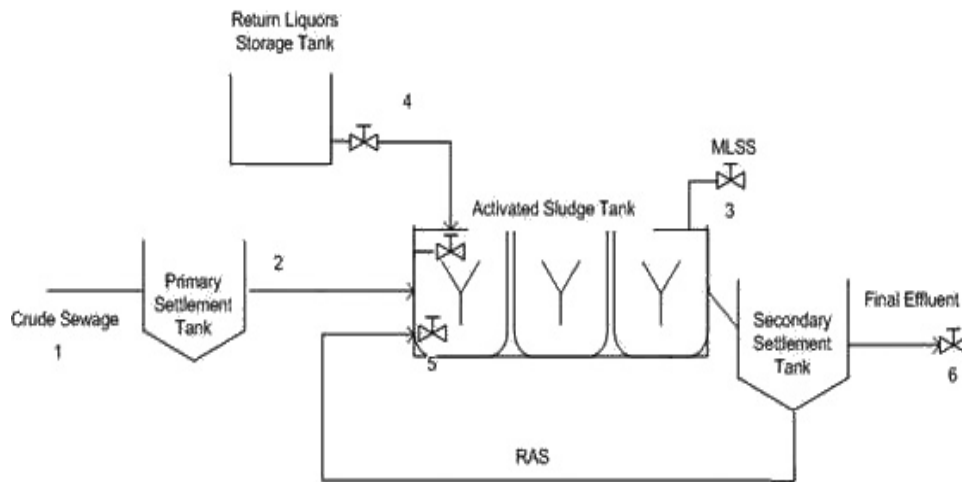 Return Liquors
Storage Tank
4
MLSS
3
Activated Sludge Tank
2
Primary
Settlement
Tank
Crude Sewage
1
Secondary
Settlement
Tank
Final Effluent
5
6
RAS